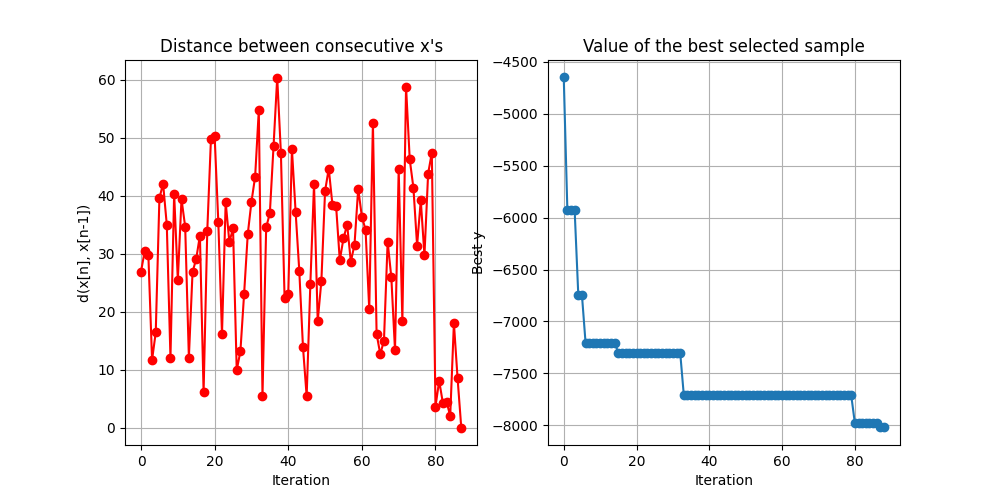 Distance between consecutive x's
d(x[n], x[n-1])
60
50
40
30
20
10
0
0 20 40 60 80
Iteration
Value of the best selected sample
Best y
−4500
−5000
−5500
−6000
−6500
−7000
−7500
−8000
0 20 40 60 80
Iteration